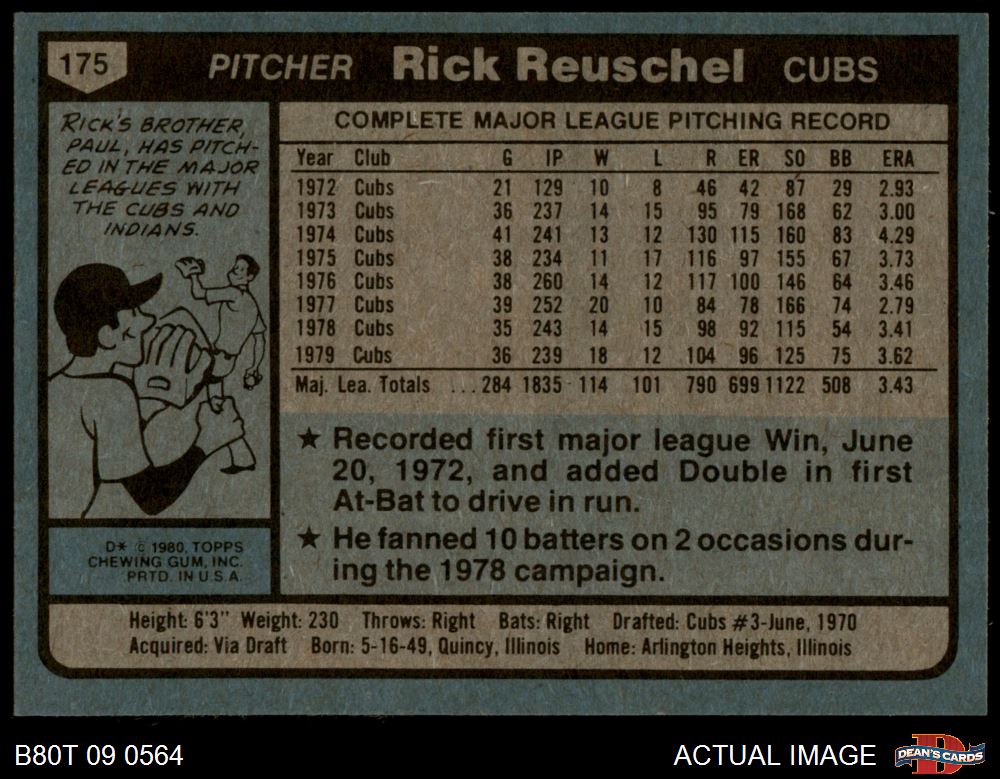 175 PITCHER Rick Reuschel CUBS
RICK'S BROTHER,
PAUL, HAS PITCH-
ED IN THE MAJOR
LEAGUES WITH
THE CUBS AND
INDIANS.
D* © 1980, TOPPS
CHEWING GUM, INC.
PRTD. IN U.S.A.
COMPLETE MAJOR LEAGUE PITCHING RECORD
Year Club G IP W L R ER SO BB ERA
1972 Cubs 21 129 10 8 46 42 87 29 2.93
1973 Cubs 36 237 14 15 95 79 168 62 3.00
1974 Cubs 41 241 13 12 130 115 160 83 4.29
1975 Cubs 38 234 11 17 116 97 155 67 3.73
1976 Cubs 38 260 14 12 117 100 146 64 3.46
1977 Cubs 39 252 20 10 84 78 166 74 2.79
1978 Cubs 35 243 14 15 98 92 115 54 3.41
1979 Cubs 36 239 18 12 104 96 125 75 3.62
Maj. Lea. Totals ... 284 1835 114 101 790 699 1122 508 3.43
★ Recorded first major league Win, June
20, 1972, and added Double in first
At-Bat to drive in run.
★ He fanned 10 batters on 2 occasions dur-
ing the 1978 campaign.
Height: 6'3" Weight: 230 Throws: Right Bats: Right Drafted: Cubs #3-June, 1970
Acquired: Via Draft Born: 5-16-49, Quincy, Illinois Home: Arlington Heights, Illinois
B80T 09 0564 ACTUAL IMAGE DEAN'S CARDS